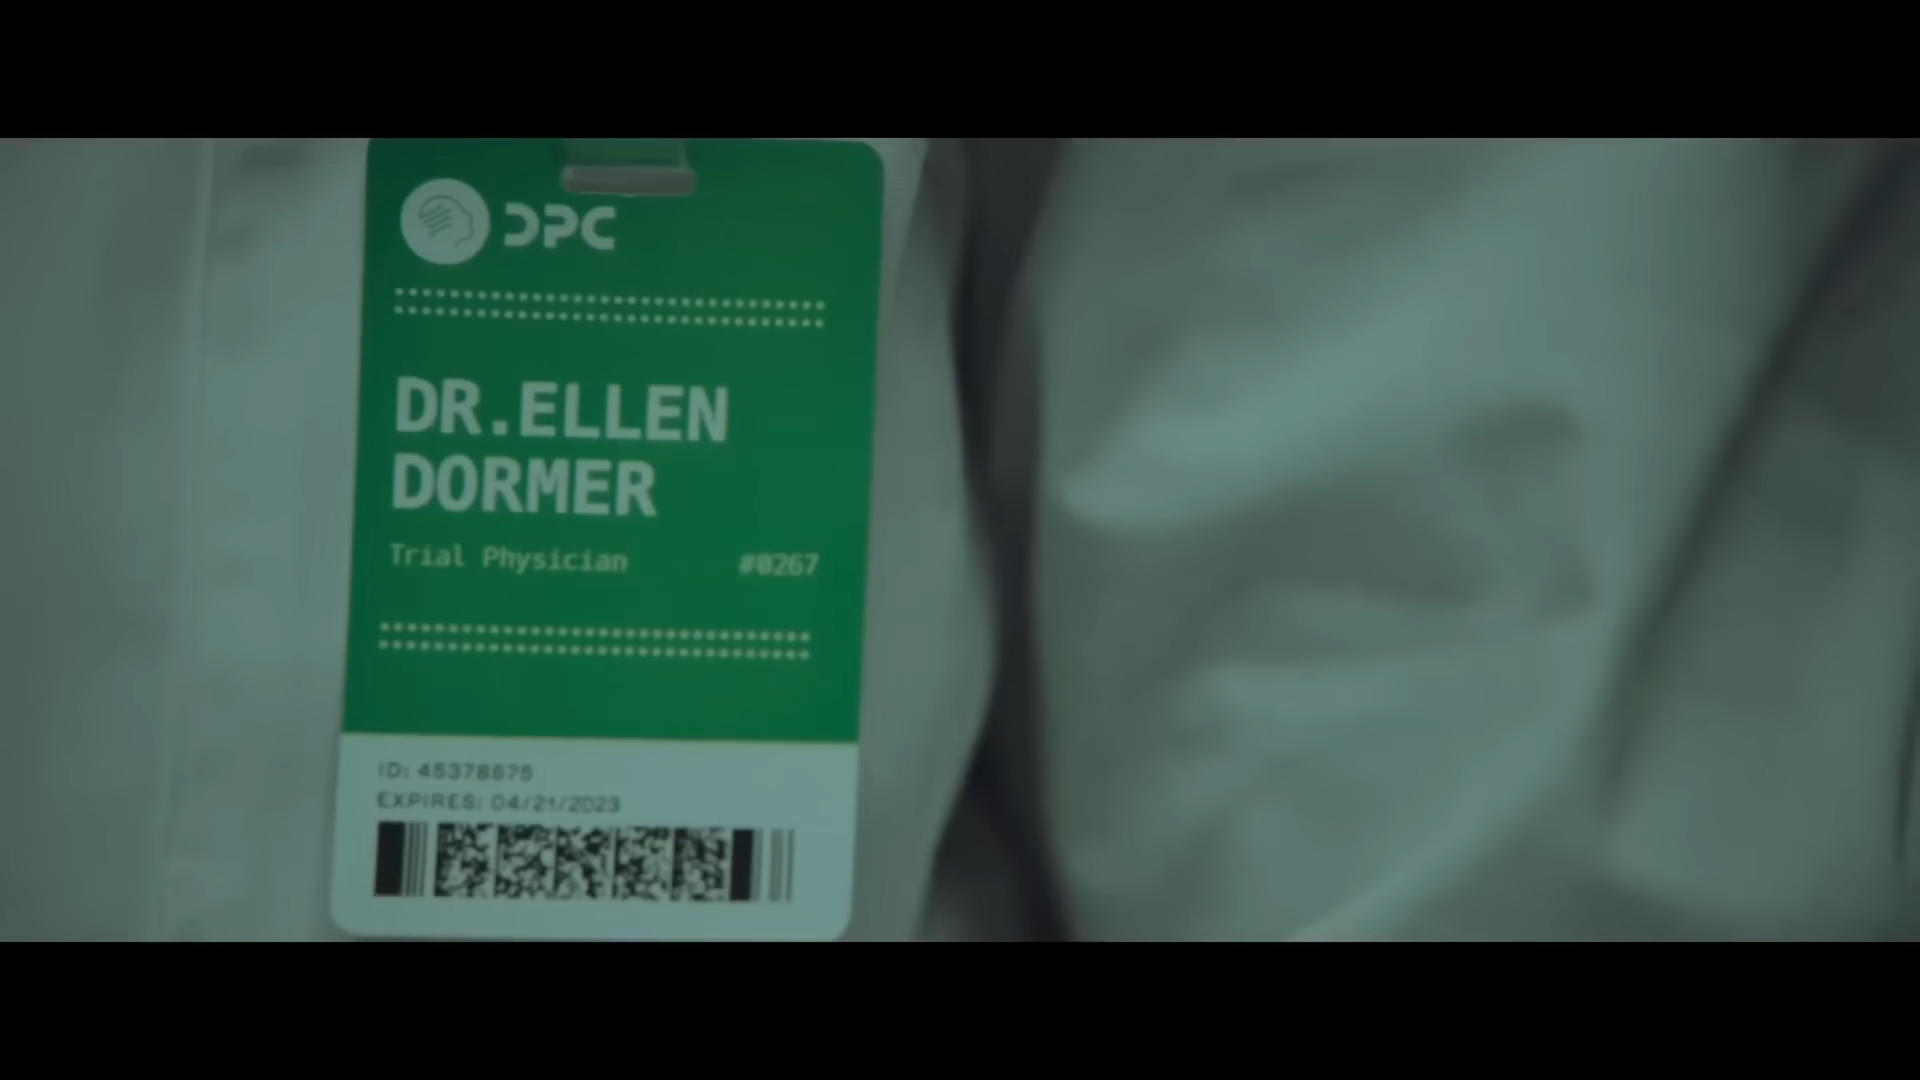 DPC
DR.ELLEN
DORMER
Trial Physician #0267
ID: 45378675
EXPIRES: 04/21/2023